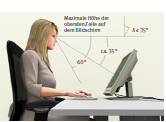 Maximale Höhe der
obersten Zeile auf
dem Bildschirm
ca. 35°
60°